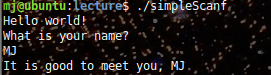 mj@ubuntu:lecture$ ./simpleScanf
Hello world!
What is your name?
MJ
It is good to meet you, MJ